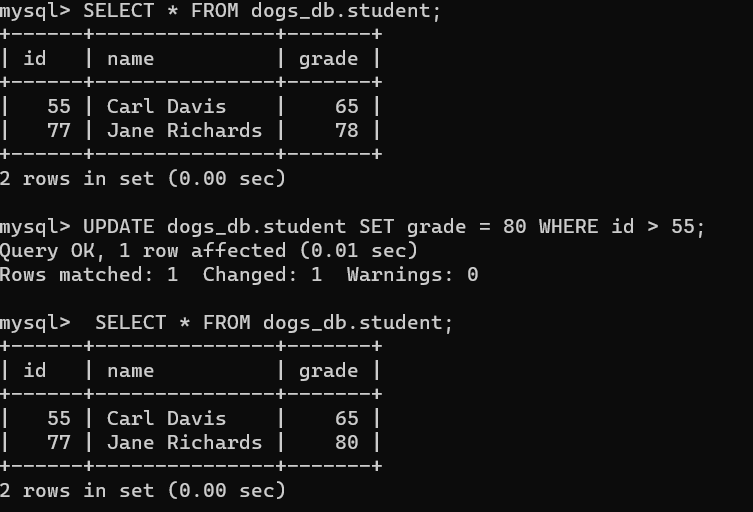 mysql> SELECT * FROM dogs_db.student;
+------+---------------+-------+
| id   | name          | grade |
+------+---------------+-------+
|   55 | Carl Davis    |    65 |
|   77 | Jane Richards |    78 |
+------+---------------+-------+
2 rows in set (0.00 sec)

mysql> UPDATE dogs_db.student SET grade = 80 WHERE id > 55;
Query OK, 1 row affected (0.01 sec)
Rows matched: 1  Changed: 1  Warnings: 0

mysql>  SELECT * FROM dogs_db.student;
+------+---------------+-------+
| id   | name          | grade |
+------+---------------+-------+
|   55 | Carl Davis    |    65 |
|   77 | Jane Richards |    80 |
+------+---------------+-------+
2 rows in set (0.00 sec)